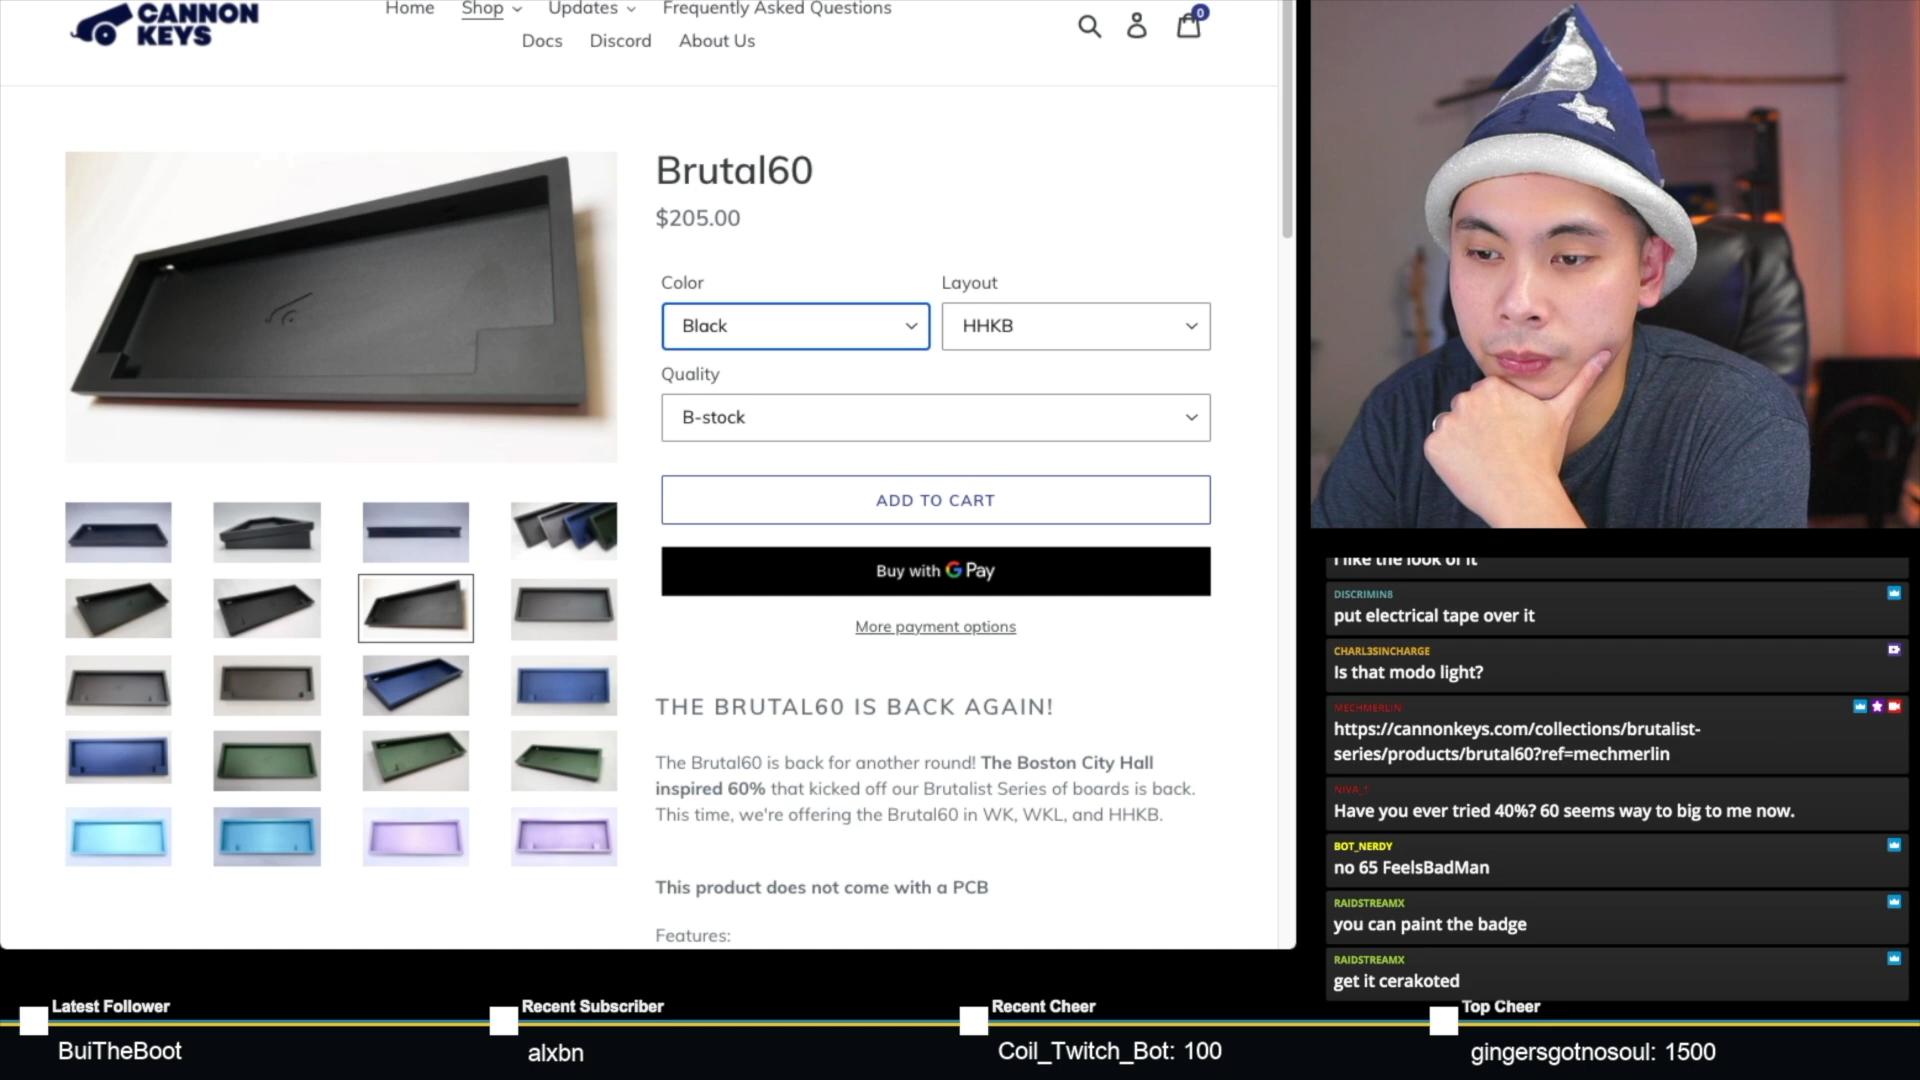 CANNON
KEYS
Home
Shop
Updates
Frequently Asked Questions
Docs
Discord
About Us
0
Brutal60
$205.00
Color
Layout
Black
HHKB
Quality
B-stock
ADD TO CART
Buy with G Pay
More payment options
THE BRUTAL60 IS BACK AGAIN!
The Brutal60 is back for another round! The Boston City Hall
inspired 60% that kicked off our Brutalist Series of boards is back.
This time, we're offering the Brutal60 in WK, WKL, and HHKB.
This product does not come with a PCB
Features:
I like the look of it
DISCRIMIN8
put electrical tape over it
CHARL3SINCHARGE
Is that modo light?
MECHMERLIN
https://cannonkeys.com/collections/brutalist-
series/products/brutal60?ref=mechmerlin
NIVA_1
Have you ever tried 40%? 60 seems way to big to me now.
BOT_NERDY
no 65 FeelsBadMan
RAIDSTREAMX
you can paint the badge
RAIDSTREAMX
get it cerakoted
Latest Follower
BuiTheBoot
Recent Subscriber
alxbn
Recent Cheer
Coil_Twitch_Bot: 100
Top Cheer
gingersgotnosoul: 1500